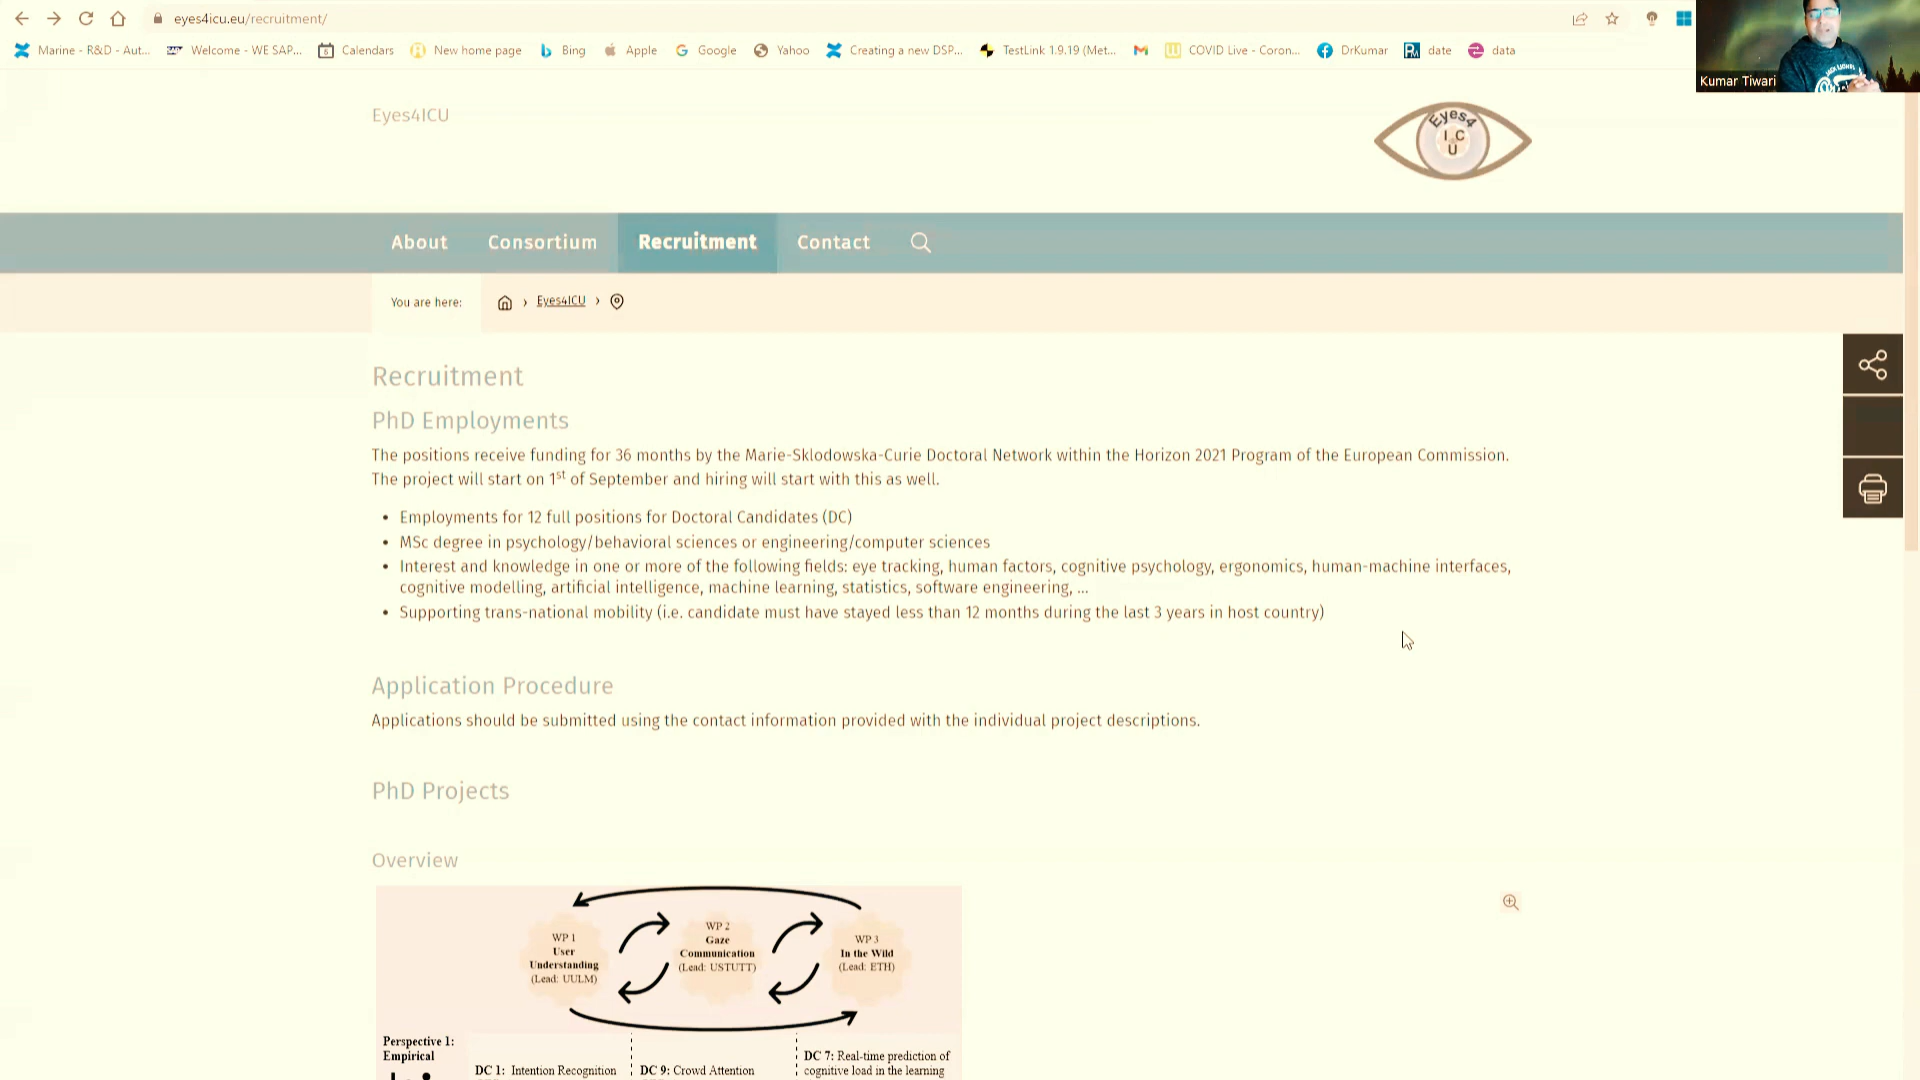 eyes4icu.eu/recruitment/
Marine - R&D - Aut...
Welcome - WE SAP...
Calendars
New home page
Bing
Apple
Google
Yahoo
Creating a new DSP...
TestLink 1.9.19 (Met...
COVID Live - Coron...
DrKumar
date
data
Kumar Tiwari
Eyes4ICU
Eyes4
I C
U
About
Consortium
Recruitment
Contact
You are here:
Eyes4ICU
Recruitment
PhD Employments
The positions receive funding for 36 months by the Marie-Sklodowska-Curie Doctoral Network within the Horizon 2021 Program of the European Commission.
The project will start on 1st of September and hiring will start with this as well.
• Employments for 12 full positions for Doctoral Candidates (DC)
• MSc degree in psychology/behavioral sciences or engineering/computer sciences
• Interest and knowledge in one or more of the following fields: eye tracking, human factors, cognitive psychology, ergonomics, human-machine interfaces,
cognitive modelling, artificial intelligence, machine learning, statistics, software engineering, ...
• Supporting trans-national mobility (i.e. candidate must have stayed less than 12 months during the last 3 years in host country)
Application Procedure
Applications should be submitted using the contact information provided with the individual project descriptions.
PhD Projects
Overview
WP 1
User
Understanding
(Lead: UULM)
WP 2
Gaze
Communication
(Lead: USTUTT)
WP 3
In the Wild
(Lead: ETH)
Perspective 1:
Empirical
DC 1: Intention Recognition
DC 9: Crowd Attention
DC 7: Real-time prediction of
cognitive load in the learning